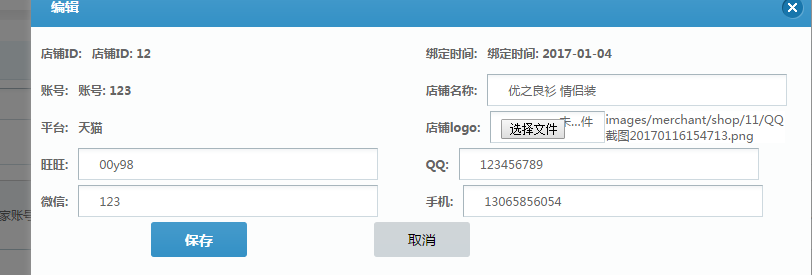 编辑
店铺ID: 店铺ID: 12 绑定时间: 绑定时间: 2017-01-04
账号: 账号: 123 店铺名称: 优之良衫 情侣装
平台: 天猫 店铺logo: 选择文件 未...件 images/merchant/shop/11/QQ
截图20170116154713.png
旺旺: 00y98 QQ: 123456789
微信: 123 手机: 13065856054
家账号
保存 取消